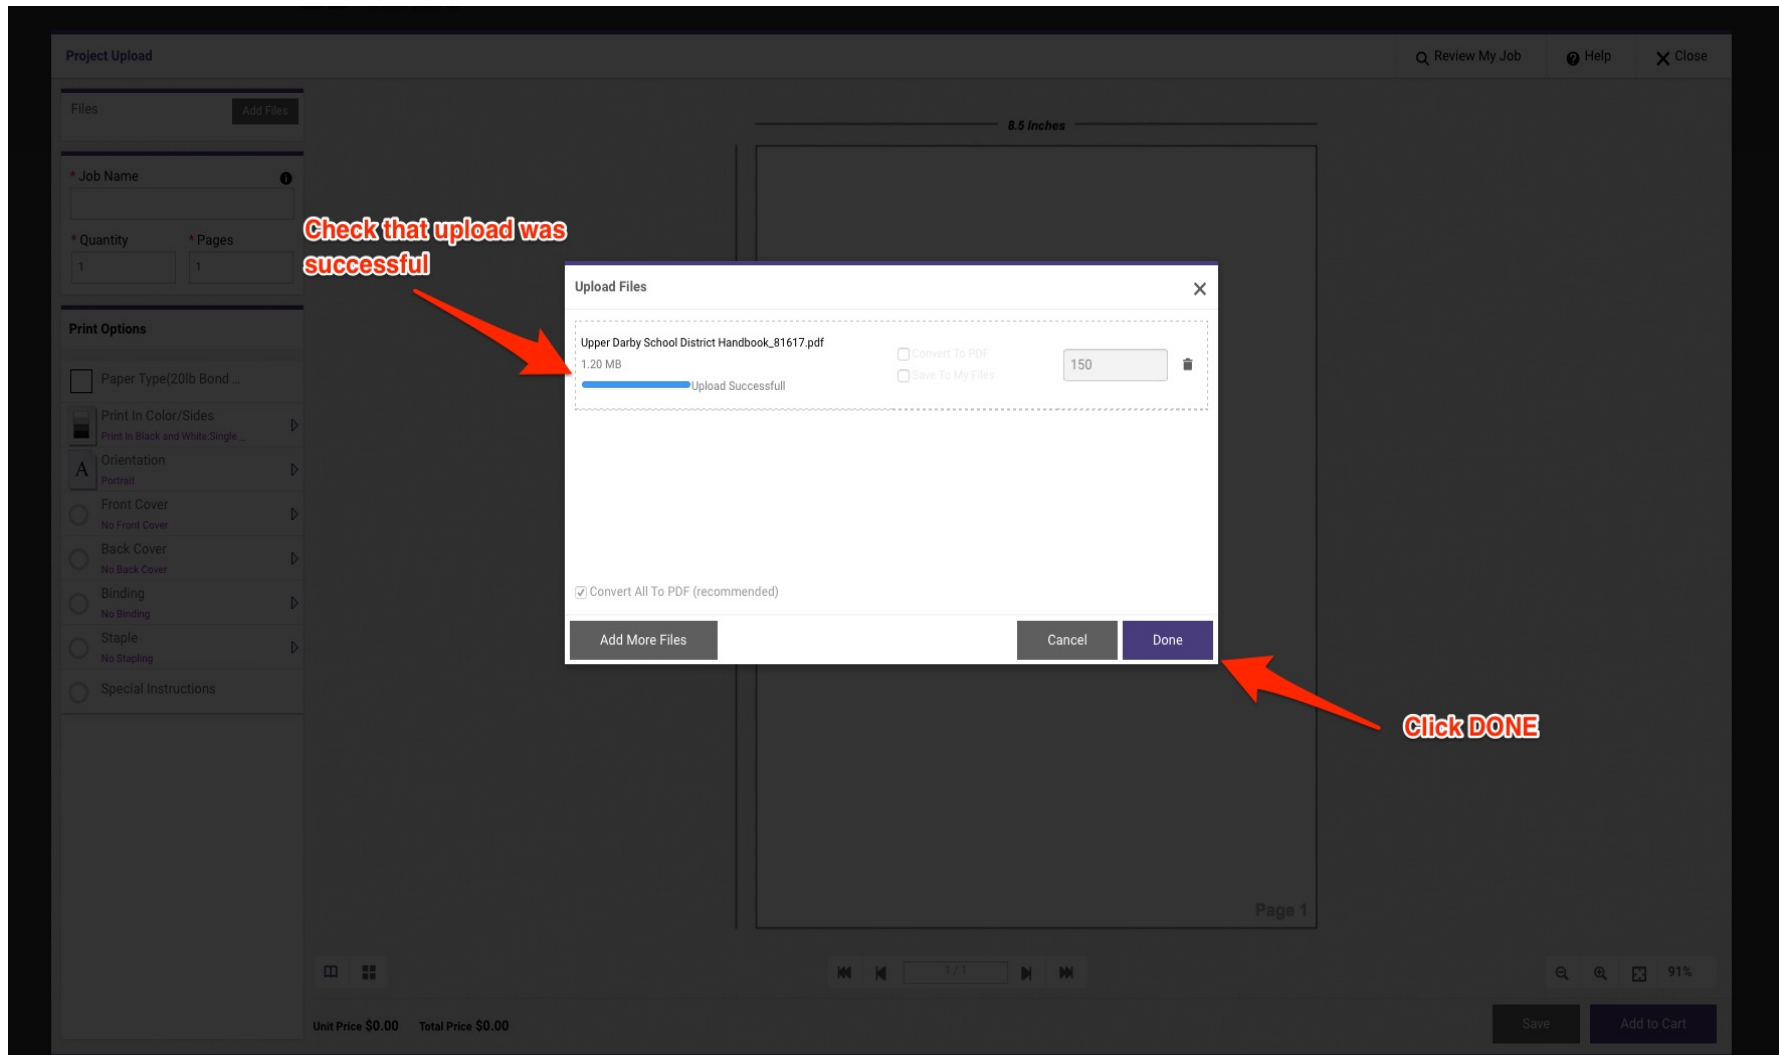 Project Upload
Review My Job
Help
Close
Files
Add Files
8.5 Inches
* Job Name
* Quantity
* Pages
1
1
Check that upload was
successful
Upload Files
Upper Darby School District Handbook_81617.pdf
1.20 MB
Upload Successfull
Convert To PDF
Save To My Files
150
Print Options
Paper Type(20lb Bond ...
Print In Color/Sides
Print In Black and White:Single ...
A
Orientation
Portrait
Front Cover
No Front Cover
Back Cover
No Back Cover
Binding
No Binding
Staple
No Stapling
Special Instructions
Convert All To PDF (recommended)
Add More Files
Cancel
Done
Click DONE
Page 1
1 / 1
91%
Unit Price $0.00
Total Price $0.00
Save
Add to Cart